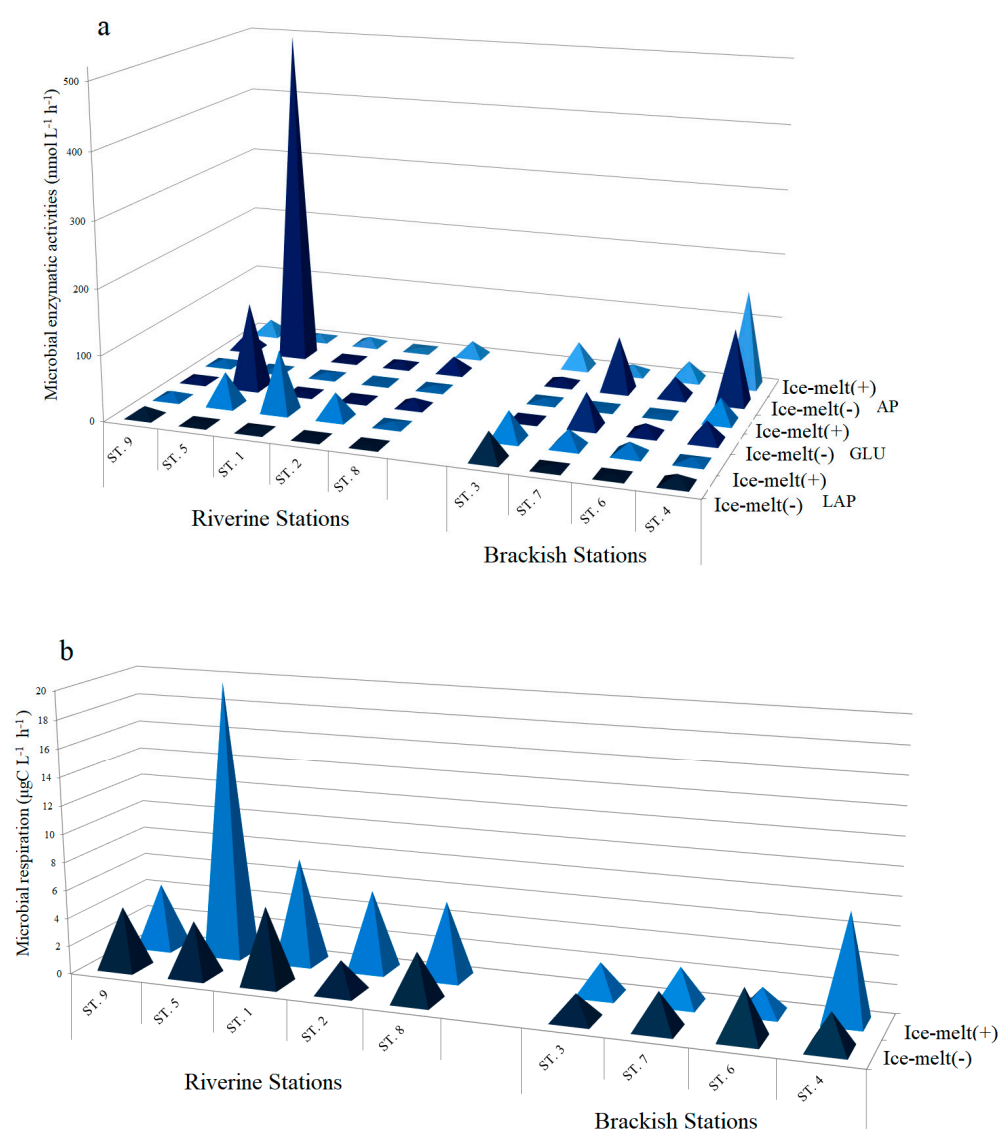 a
Microbial enzymatic activities (nmol L-1 h-1)
500
400
300
200
100
0
ST. 9
ST. 5
ST. 1
ST. 2
ST. 8
ST. 3
ST. 7
ST. 6
ST. 4
Riverine Stations
Brackish Stations
Ice-melt(+)
Ice-melt(-) AP
Ice-melt(+)
Ice-melt(-) GLU
Ice-melt(+)
Ice-melt(-) LAP
b
Microbial respiration (µgC L-1 h-1)
20
18
16
14
12
10
8
6
4
2
0
ST. 9
ST. 5
ST. 1
ST. 2
ST. 8
ST. 3
ST. 7
ST. 6
ST. 4
Riverine Stations
Brackish Stations
Ice-melt(+)
Ice-melt(-)